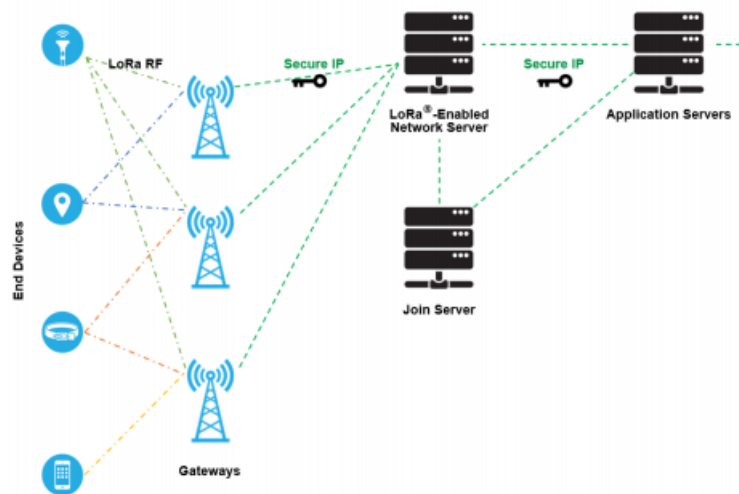 LoRa RF
Secure IP
Secure IP
LoRa®-Enabled
Network Server
Application Servers
End Devices
Join Server
Gateways